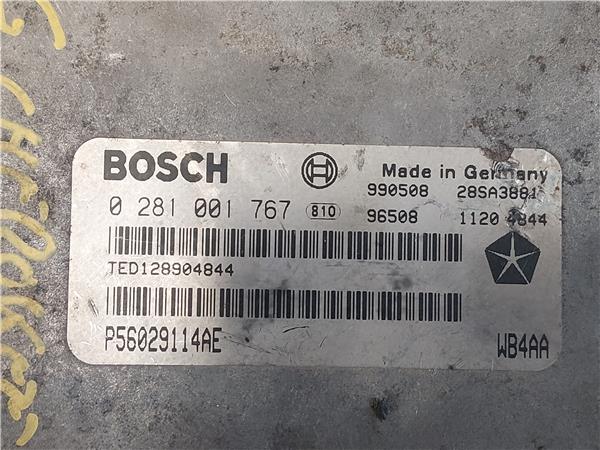 BOSCH Made in Germany
990508 28SA3881
0 281 001 767 810 96508 1120 4844
TED128904844
P56029114AE WB4AA